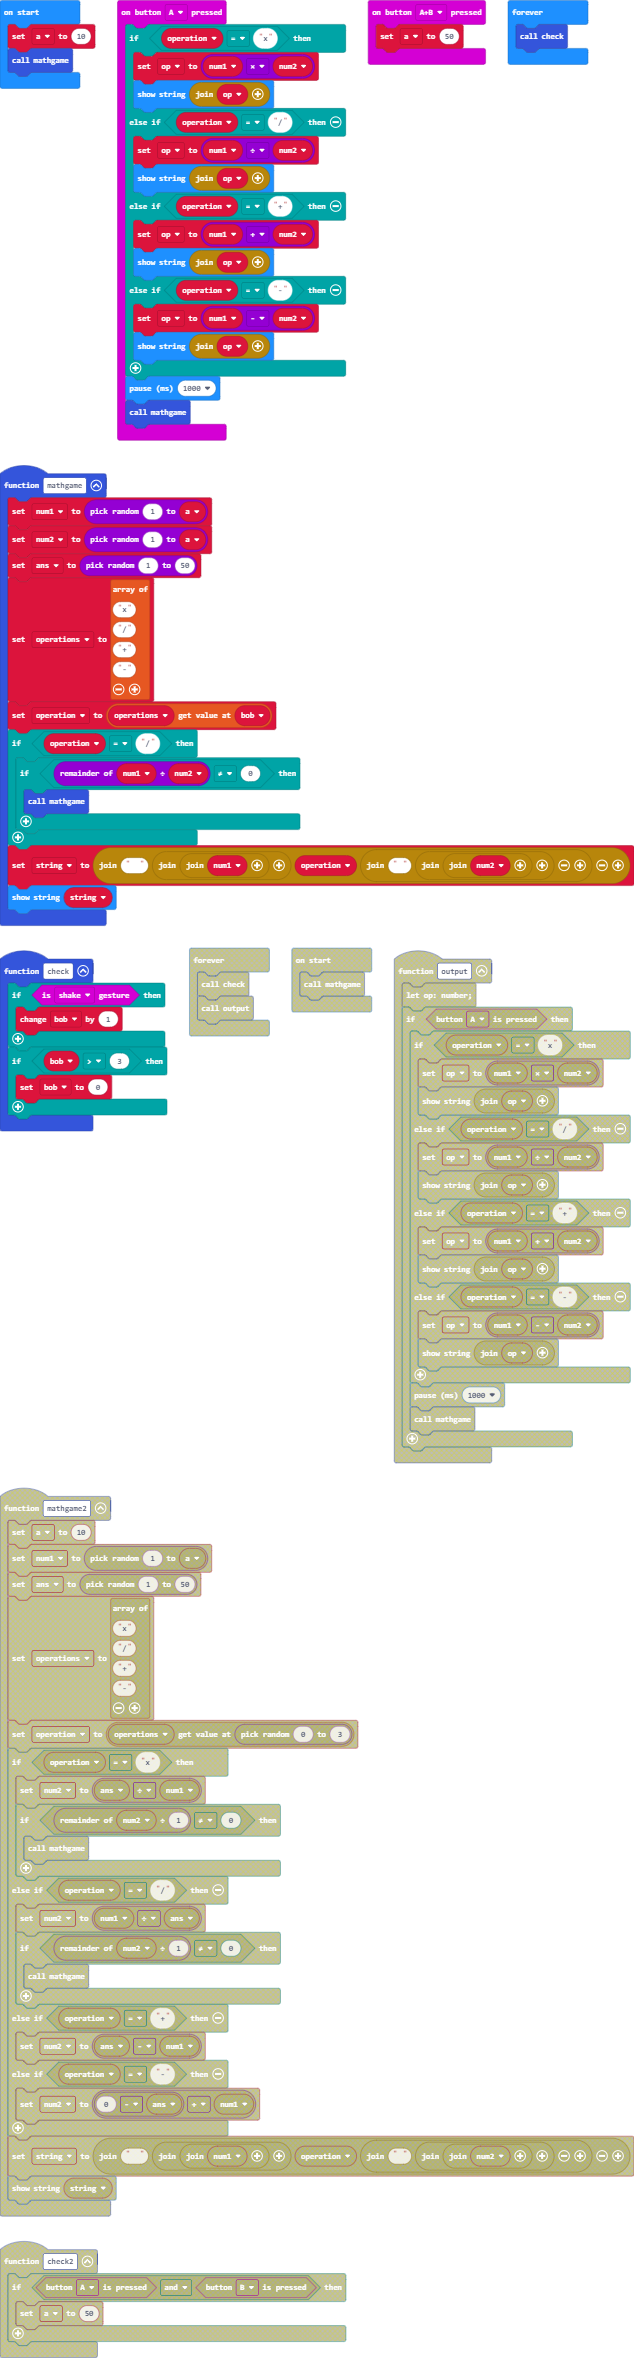 on start
set a to 10
call mathgame
on button A pressed
if operation = "x" then
set op to num1 × num2
show string join op
else if operation = "/" then
set op to num1 ÷ num2
show string join op
else if operation = "+" then
set op to num1 + num2
show string join op
else if operation = "-" then
set op to num1 - num2
show string join op
pause (ms) 1000
call mathgame
on button A+B pressed
set a to 50
forever
call check
function mathgame
set num1 to pick random 1 to a
set num2 to pick random 1 to a
set ans to pick random 1 to 50
set operations to array of
"x"
"/"
"+"
"-"
set operation to operations get value at bob
if operation = "/" then
if remainder of num1 ÷ num2 ≠ 0 then
call mathgame
set string to join " " join join num1 operation join " " join join num2
show string string
function check
if is shake gesture then
change bob by 1
if bob > 3 then
set bob to 0
forever
call check
call output
on start
call mathgame
function output
let op: number;
if button A is pressed then
if operation = "x" then
set op to num1 × num2
show string join op
else if operation = "/" then
set op to num1 ÷ num2
show string join op
else if operation = "+" then
set op to num1 + num2
show string join op
else if operation = "-" then
set op to num1 - num2
show string join op
pause (ms) 1000
call mathgame
function mathgame2
set a to 10
set num1 to pick random 1 to a
set ans to pick random 1 to 50
set operations to array of
"x"
"/"
"+"
"-"
set operation to operations get value at pick random 0 to 3
if operation = "x" then
set num2 to ans ÷ num1
if remainder of num2 ÷ 1 ≠ 0 then
call mathgame
else if operation = "/" then
set num2 to num1 ÷ ans
if remainder of num2 ÷ 1 ≠ 0 then
call mathgame
else if operation = "+" then
set num2 to ans - num1
else if operation = "-" then
set num2 to 0 - ans + num1
set string to join " " join join num1 operation join " " join join num2
show string string
function check2
if button A is pressed and button B is pressed then
set a to 50